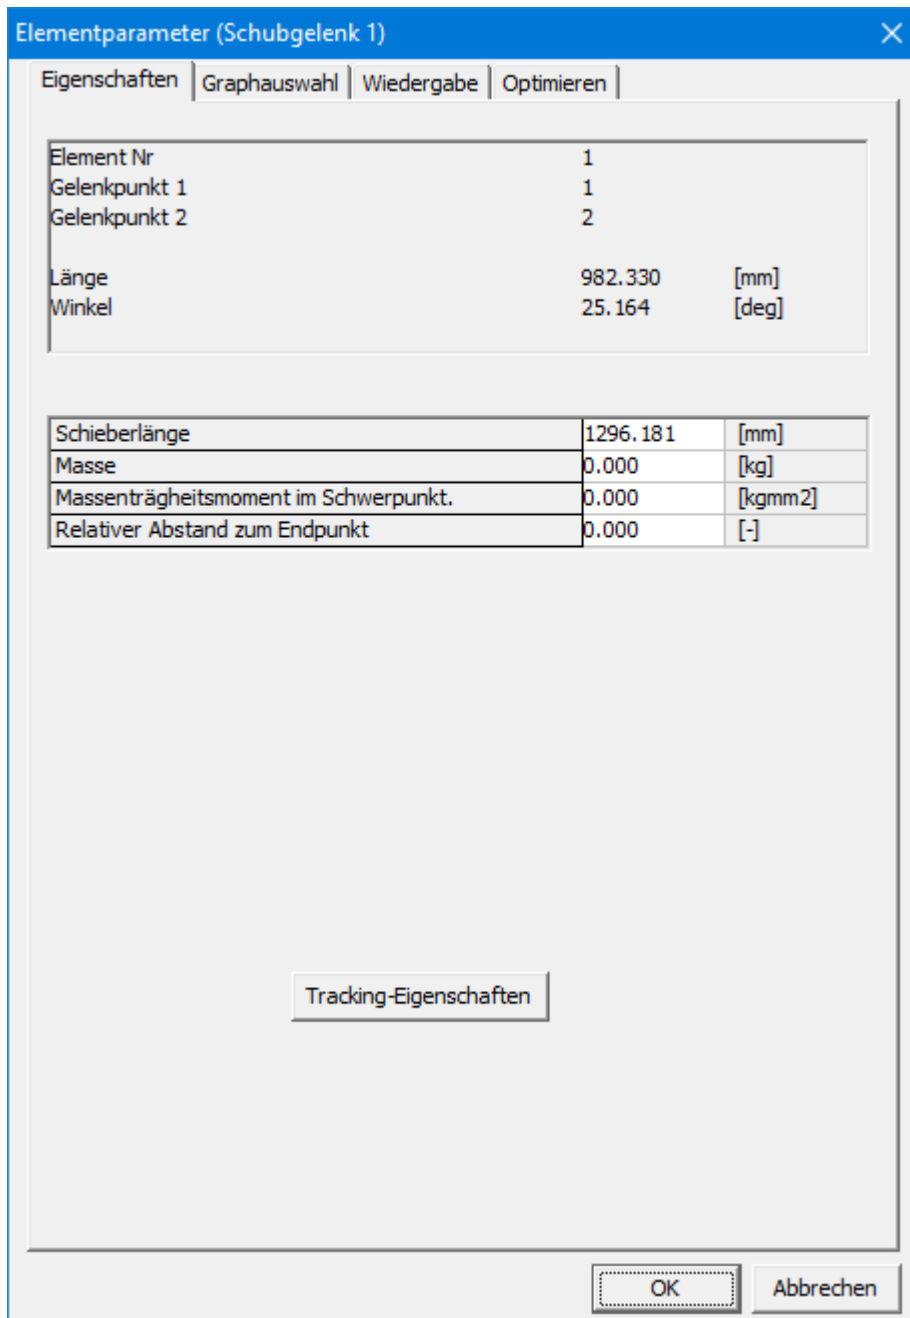 Elementparameter (Schubgelenk 1)
Eigenschaften Graphauswahl Wiedergabe Optimieren
Element Nr 1
Gelenkpunkt 1 1
Gelenkpunkt 2 2
Länge 982.330 [mm]
Winkel 25.164 [deg]
Schieberlänge 1296.181 [mm]
Masse 0.000 [kg]
Massenträgheitsmoment im Schwerpunkt. 0.000 [kgmm2]
Relativer Abstand zum Endpunkt 0.000 [-]
Tracking-Eigenschaften
OK Abbrechen